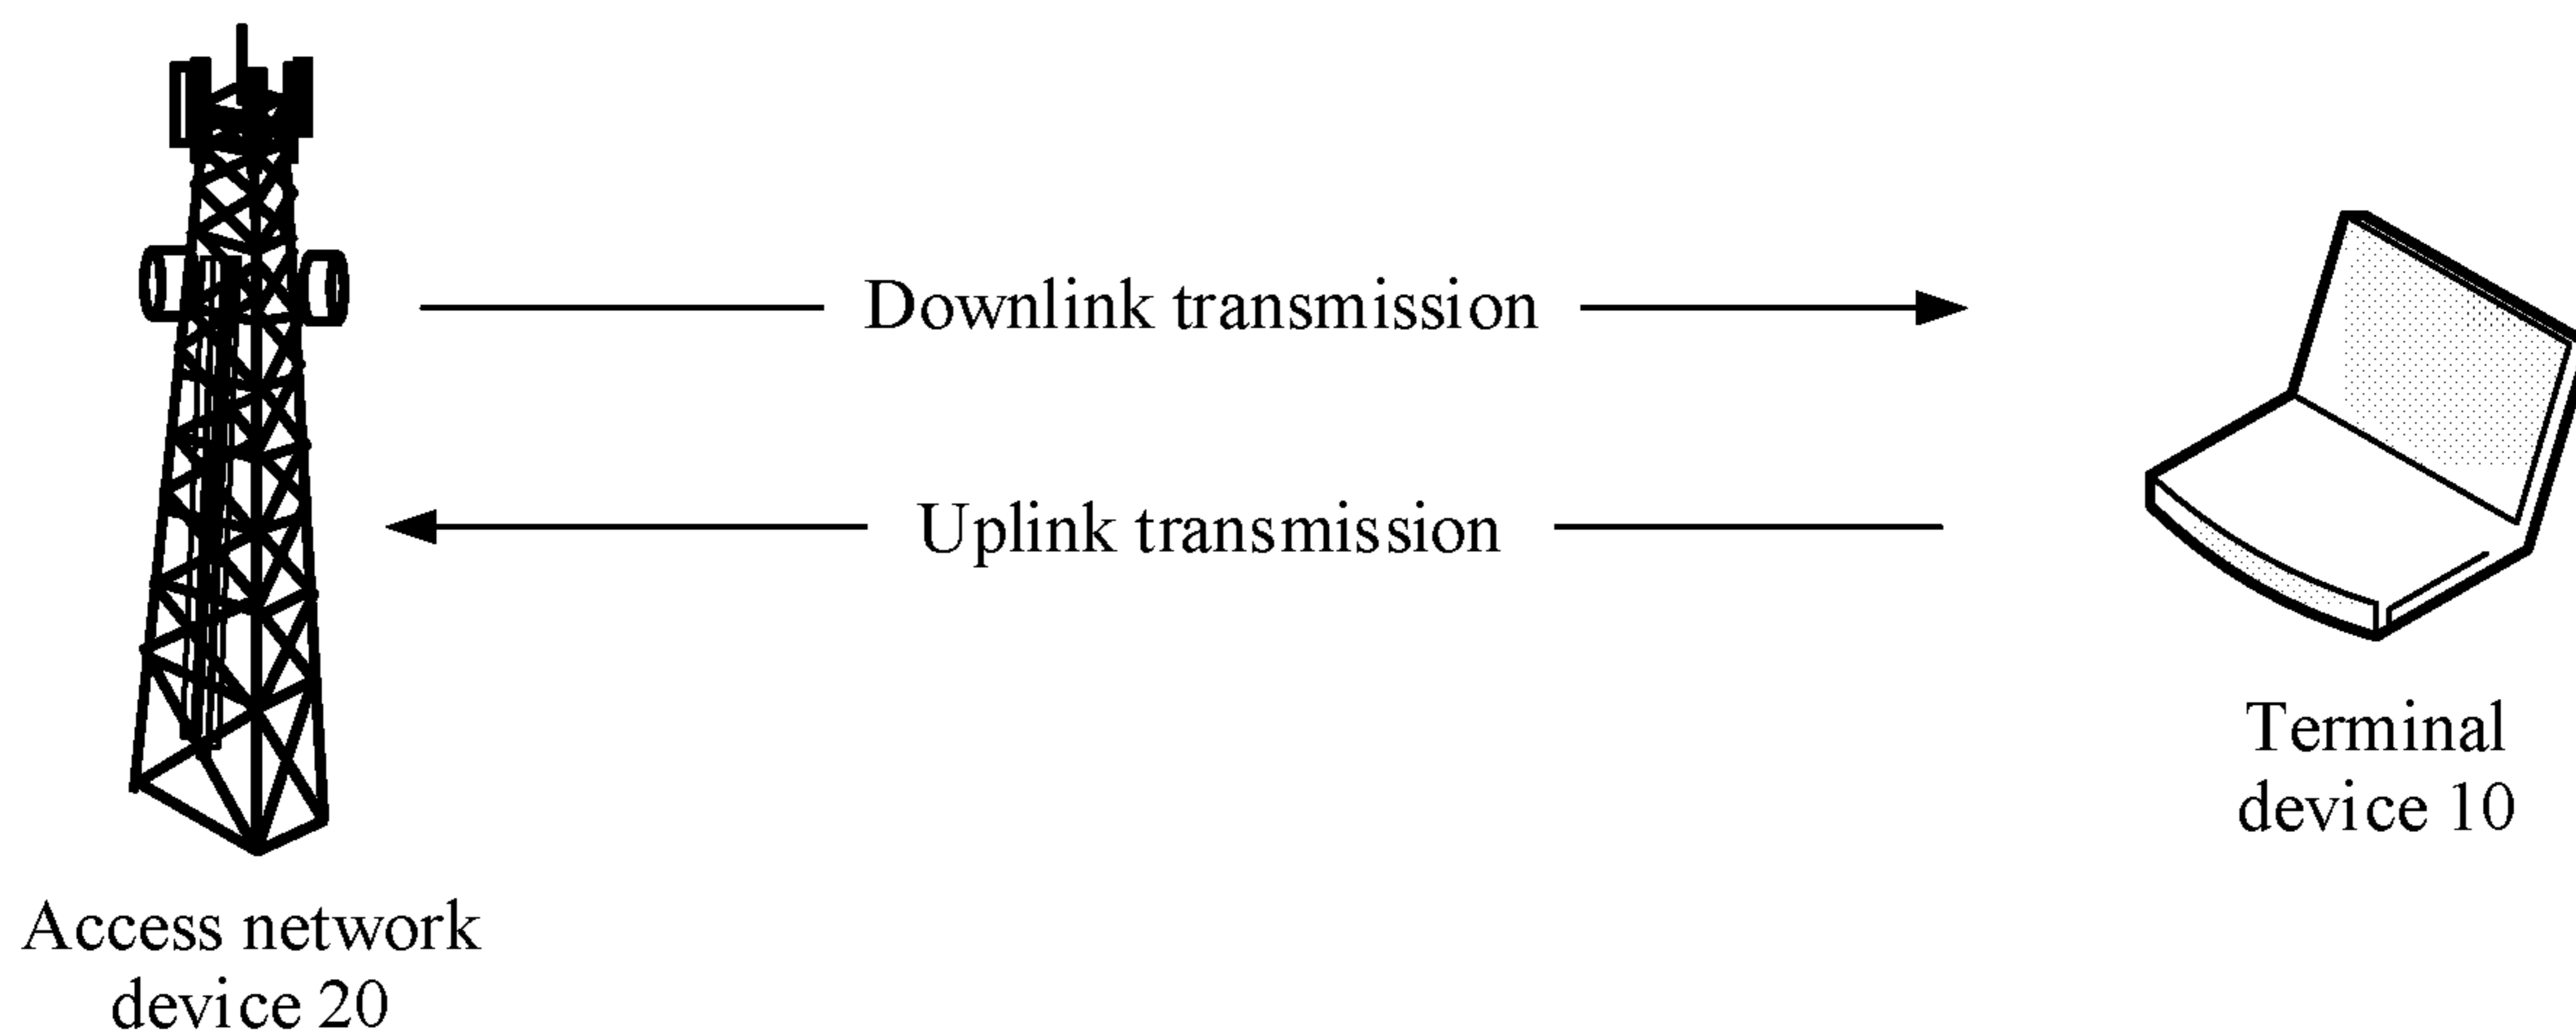 Downlink transmission
Uplink transmission
Terminal
device 10
Access network
device 20